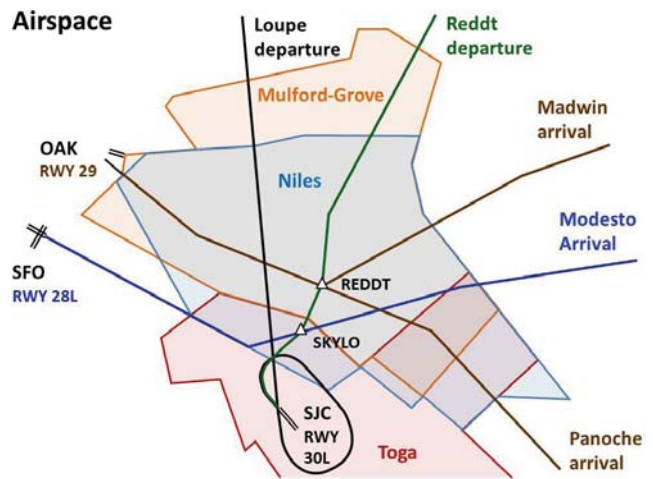 Airspace
Loupe
departure
Reddt
departure
Mulford-Grove
Madwin
arrival
OAK
RWY 29
Niles
Modesto
Arrival
SFO
RWY 28L
REDDT
SKYLO
SJC
RWY
30L
Toga
Panoche
arrival